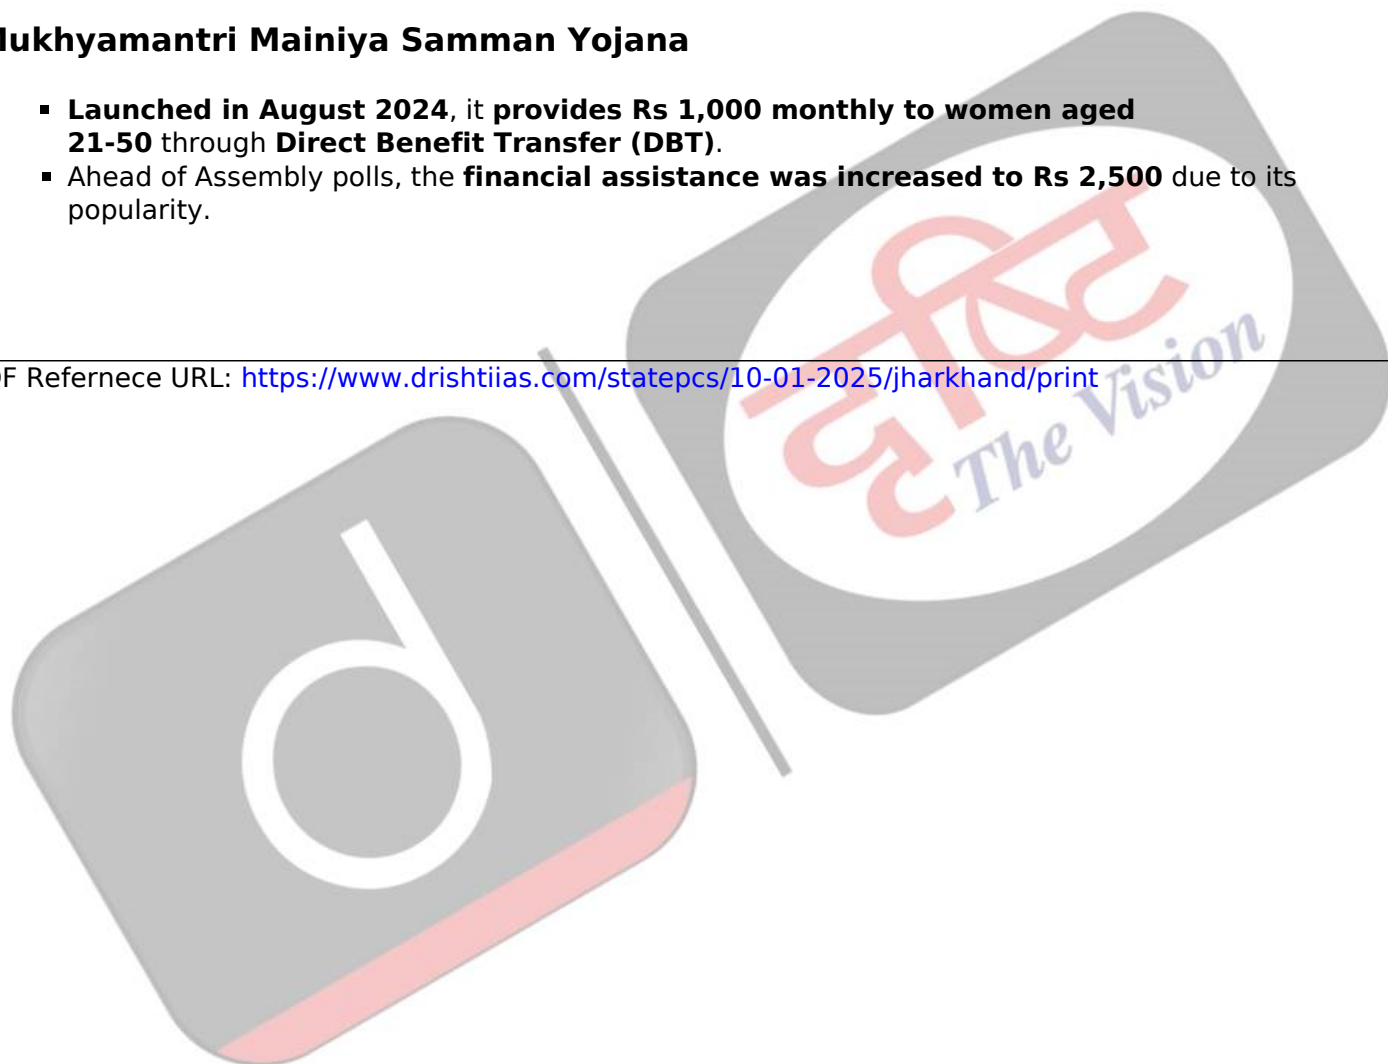 Mukhyamantri Mainiya Samman Yojana
▪ Launched in August 2024, it provides Rs 1,000 monthly to women aged
21-50 through Direct Benefit Transfer (DBT).
▪ Ahead of Assembly polls, the financial assistance was increased to Rs 2,500 due to its
popularity.
दृष्टि
The Vision
F Refernece URL: https://www.drishtiias.com/statepcs/10-01-2025/jharkhand/print
d